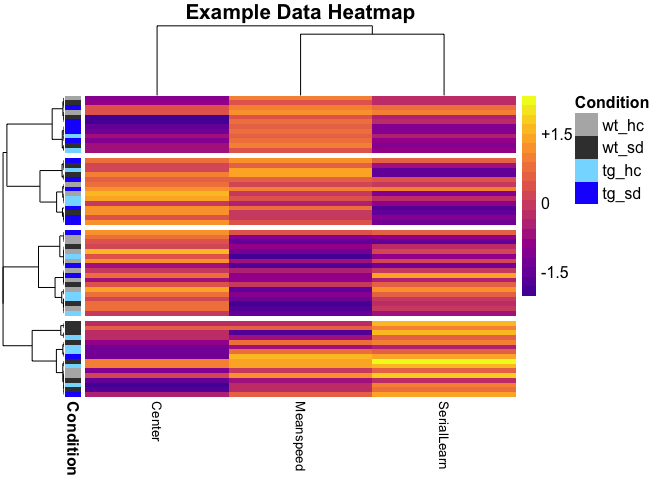 Example Data Heatmap
+1.5
0
-1.5
Condition
wt_hc
wt_sd
tg_hc
tg_sd
Condition
Center
Meanspeed
SerialLearn